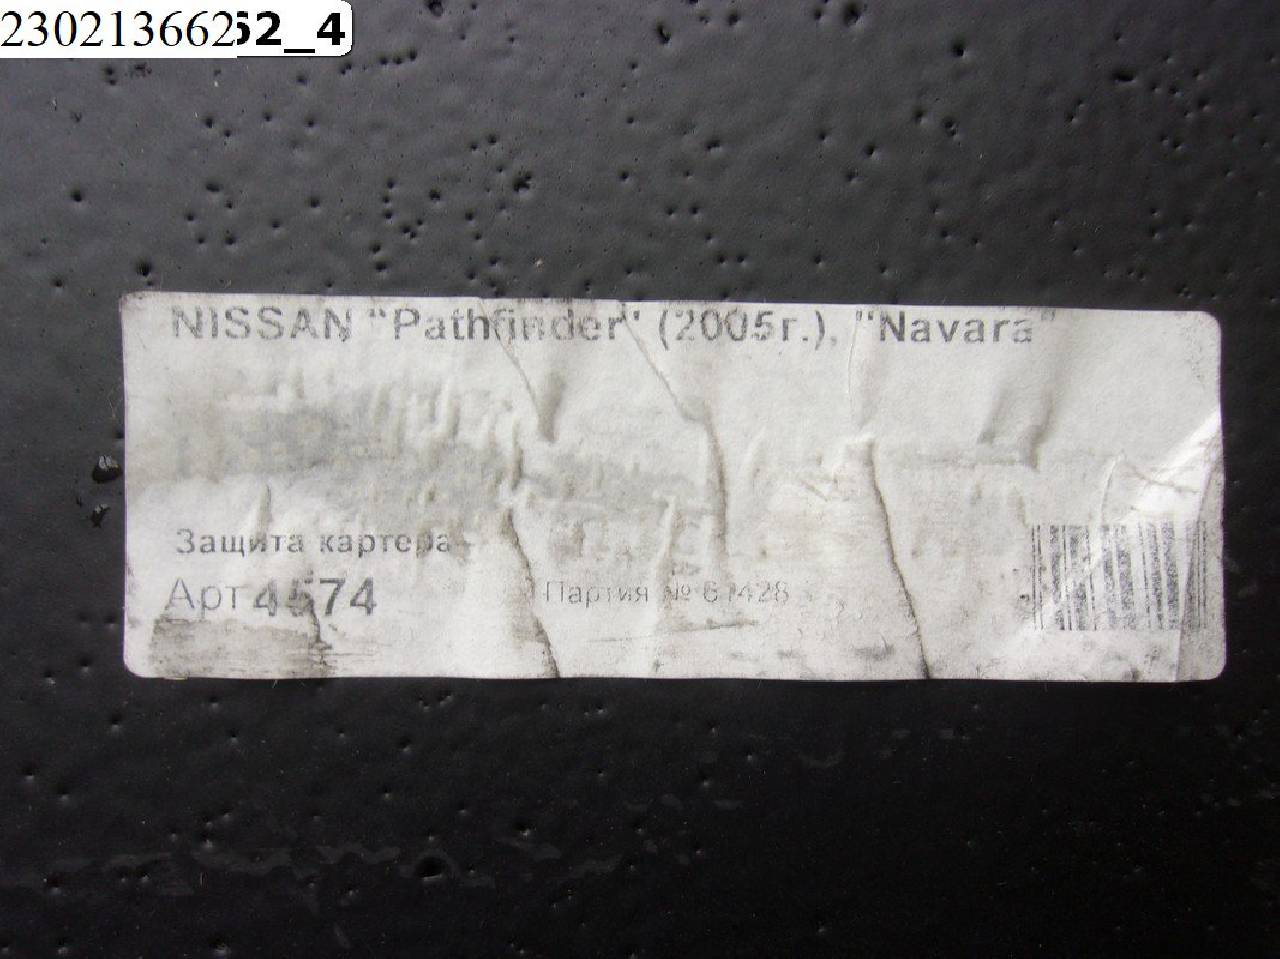 23021366252_4
NISSAN "Pathfinder" (2005г.), "Navara"
Защита картера
Арт 4574
Партия №